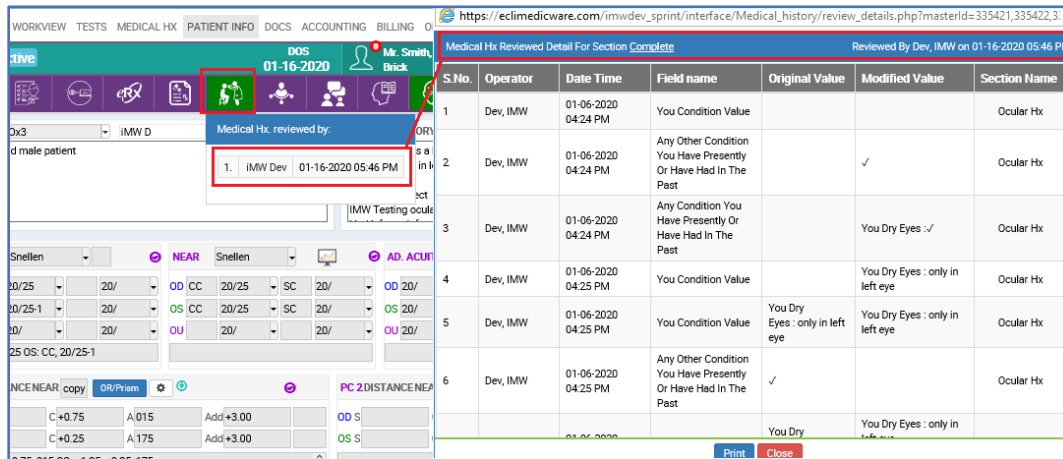 WORKVIEW TESTS MEDICAL HX PATIENT INFO DOCS ACCOUNTING BILLING
ctive
DOS
01-16-2020
0
Mr. Smith,
Brick
eRx
Ox3
iMW D
d male patient
Medical Hx. reviewed by:
1. iMW Dev 01-16-2020 05:46 PM
IMW Testing ocula
Snellen
NEAR Snellen
AD. ACUIT
20/25 20/ OD CC 20/25 SC 20/ OD 20/
20/25-1 20/ OS CC 20/25 SC 20/ OS 20/
20/ 20/ OU 20/ 20/ OU 20/
25 OS: CC, 20/25-1
NCE NEAR copy OR/Prism
PC 2 DISTANCE NEA
C +0.75 A 015 Add +3.00 OD S
C +0.25 A 175 Add +3.00 OS S
https://eclimedicware.com/imwdev_sprint/interface/Medical_history/review_details.php?masterId=335421,335422,3
Medical Hx Reviewed Detail For Section Complete
Reviewed By Dev, IMW on 01-16-2020 05:46 P
S.No. Operator Date Time Field name Original Value Modified Value Section Name
1 Dev, IMW 01-06-2020 04:24 PM You Condition Value Ocular Hx
2 Dev, IMW 01-06-2020 04:24 PM Any Other Condition You Have Presently Or Have Had In The Past ✓ Ocular Hx
3 Dev, IMW 01-06-2020 04:24 PM Any Condition You Have Presently Or Have Had In The Past You Dry Eyes :✓ Ocular Hx
4 Dev, IMW 01-06-2020 04:25 PM You Condition Value You Dry Eyes : only in left eye Ocular Hx
5 Dev, IMW 01-06-2020 04:25 PM You Condition Value You Dry Eyes : only in left eye You Dry Eyes : only in left eye Ocular Hx
6 Dev, IMW 01-06-2020 04:25 PM Any Other Condition You Have Presently Or Have Had In The Past ✓ Ocular Hx
You Dry
You Dry Eyes : only in
Print Close